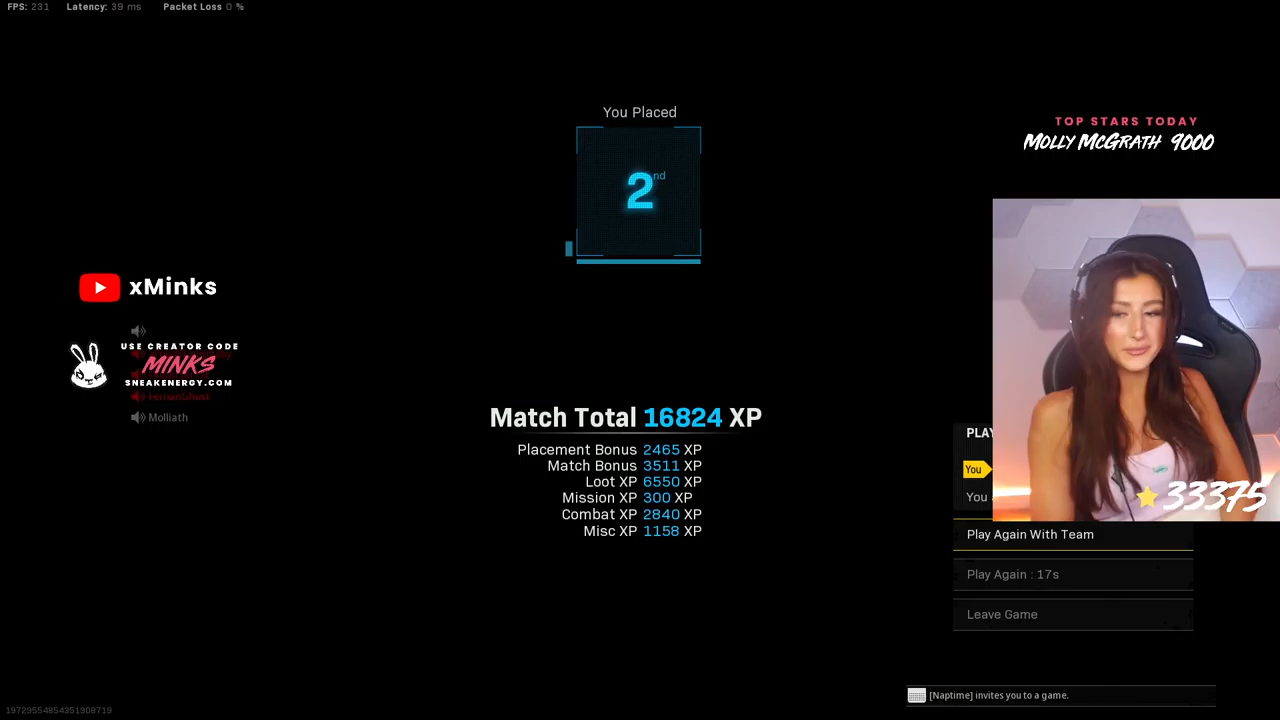 FPS: 231 Latency: 39 ms Packet Loss 0 %
You Placed
2nd
TOP STARS TODAY
MOLLY MCGRATH 9000
xMinks
USE CREATOR CODE
MINKS
SNEAKENERGY.COM
FernanGhost
Molliath
Match Total 16824 XP
Placement Bonus 2465 XP
Match Bonus 3511 XP
Loot XP 6550 XP
Mission XP 300 XP
Combat XP 2840 XP
Misc XP 1158 XP
PLAY
You
You
33375
Play Again With Team
Play Again : 17s
Leave Game
[Naptime] invites you to a game.
19729554854351908719